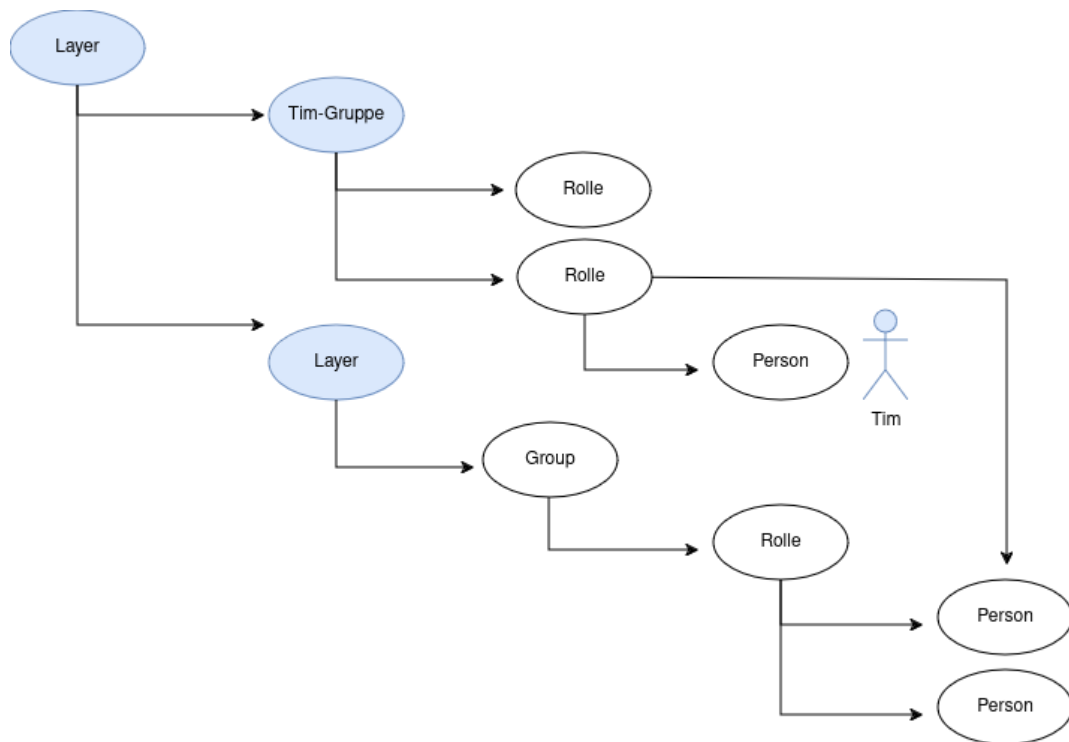 Layer
Tim-Gruppe
Rolle
Rolle
Layer
Person
Tim
Group
Rolle
Person
Person